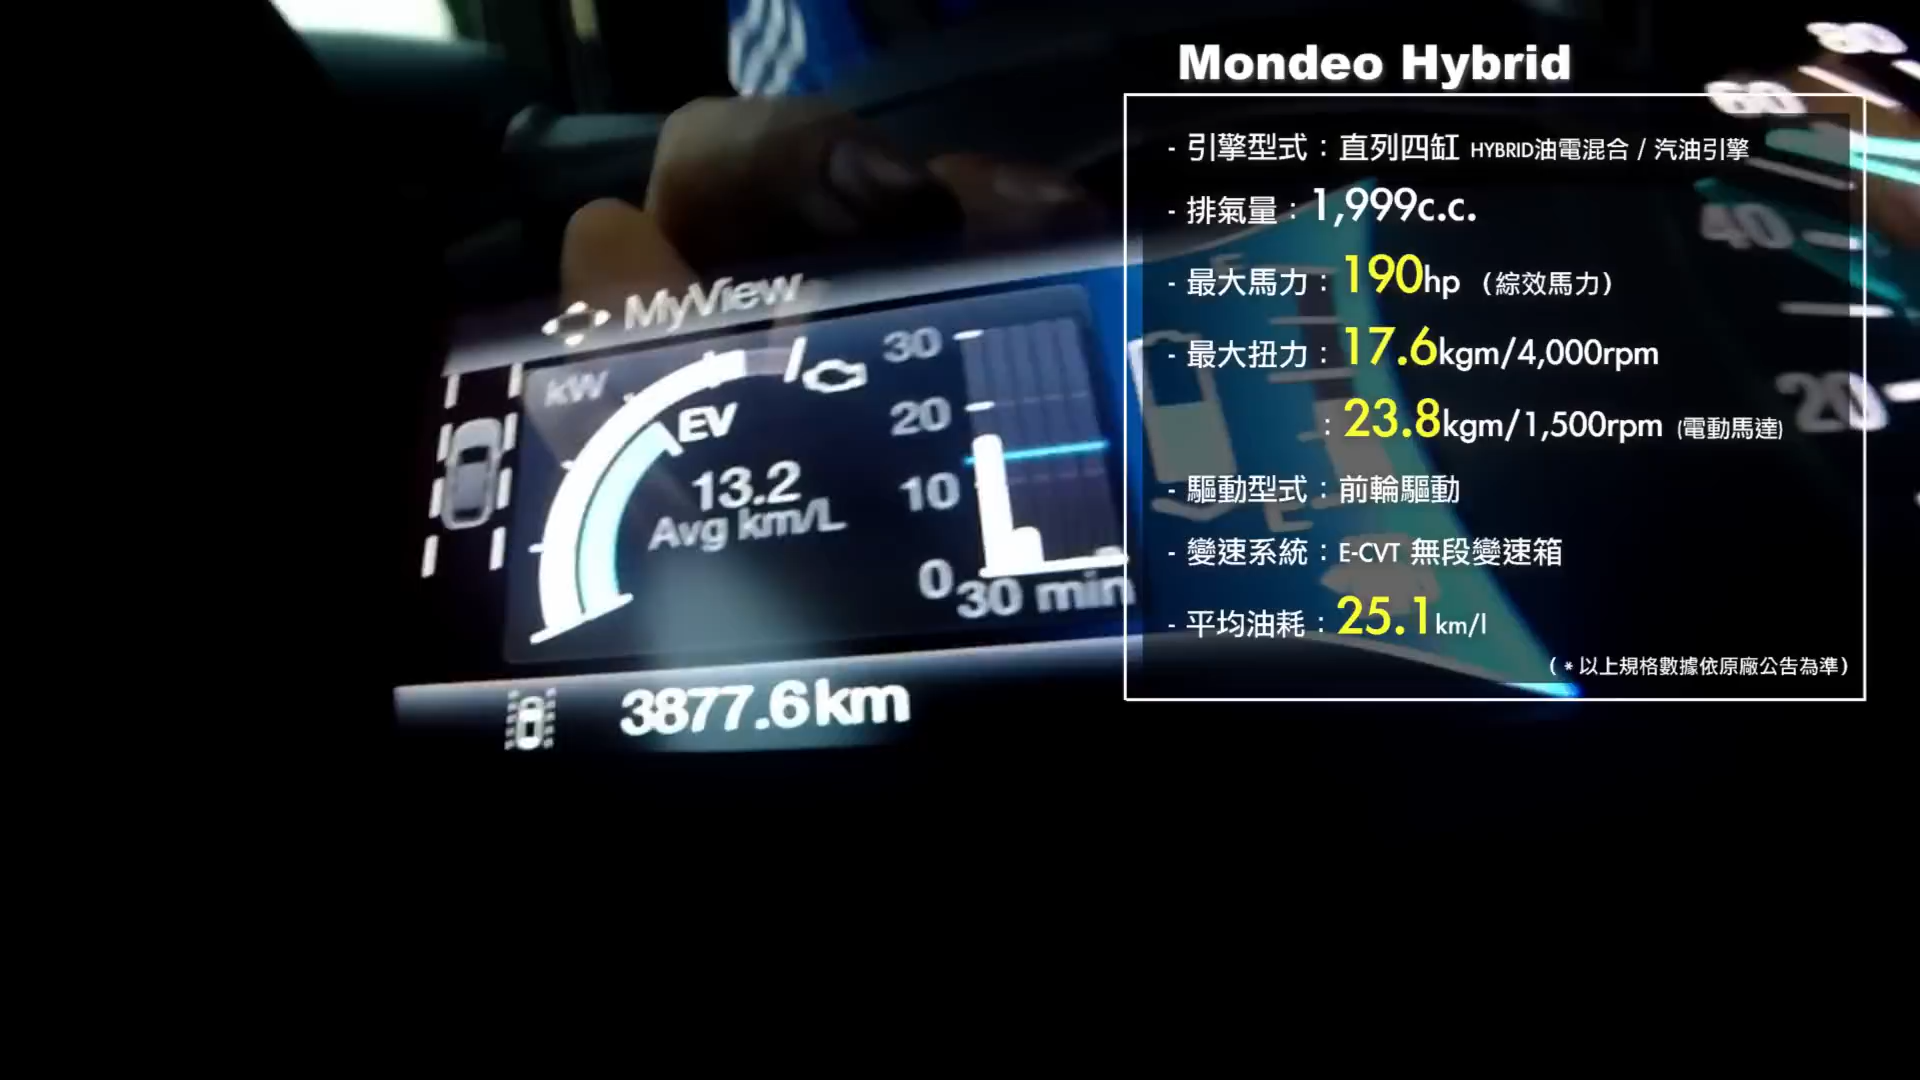 Mondeo Hybrid
- 引擎型式：直列四缸 HYBRID油電混合 / 汽油引擎
- 排氣量：1,999c.c.
- 最大馬力：190hp （綜效馬力）
- 最大扭力：17.6kgm/4,000rpm
：23.8kgm/1,500rpm (電動馬達)
- 驅動型式：前輪驅動
- 變速系統：E-CVT 無段變速箱
- 平均油耗：25.1km/l
（ * 以上規格數據依原廠公告為準）
MyView
kW
EV
13.2
Avg km/L
30
20
10
0
30 min
3877.6km
F
E
80
60
40
20